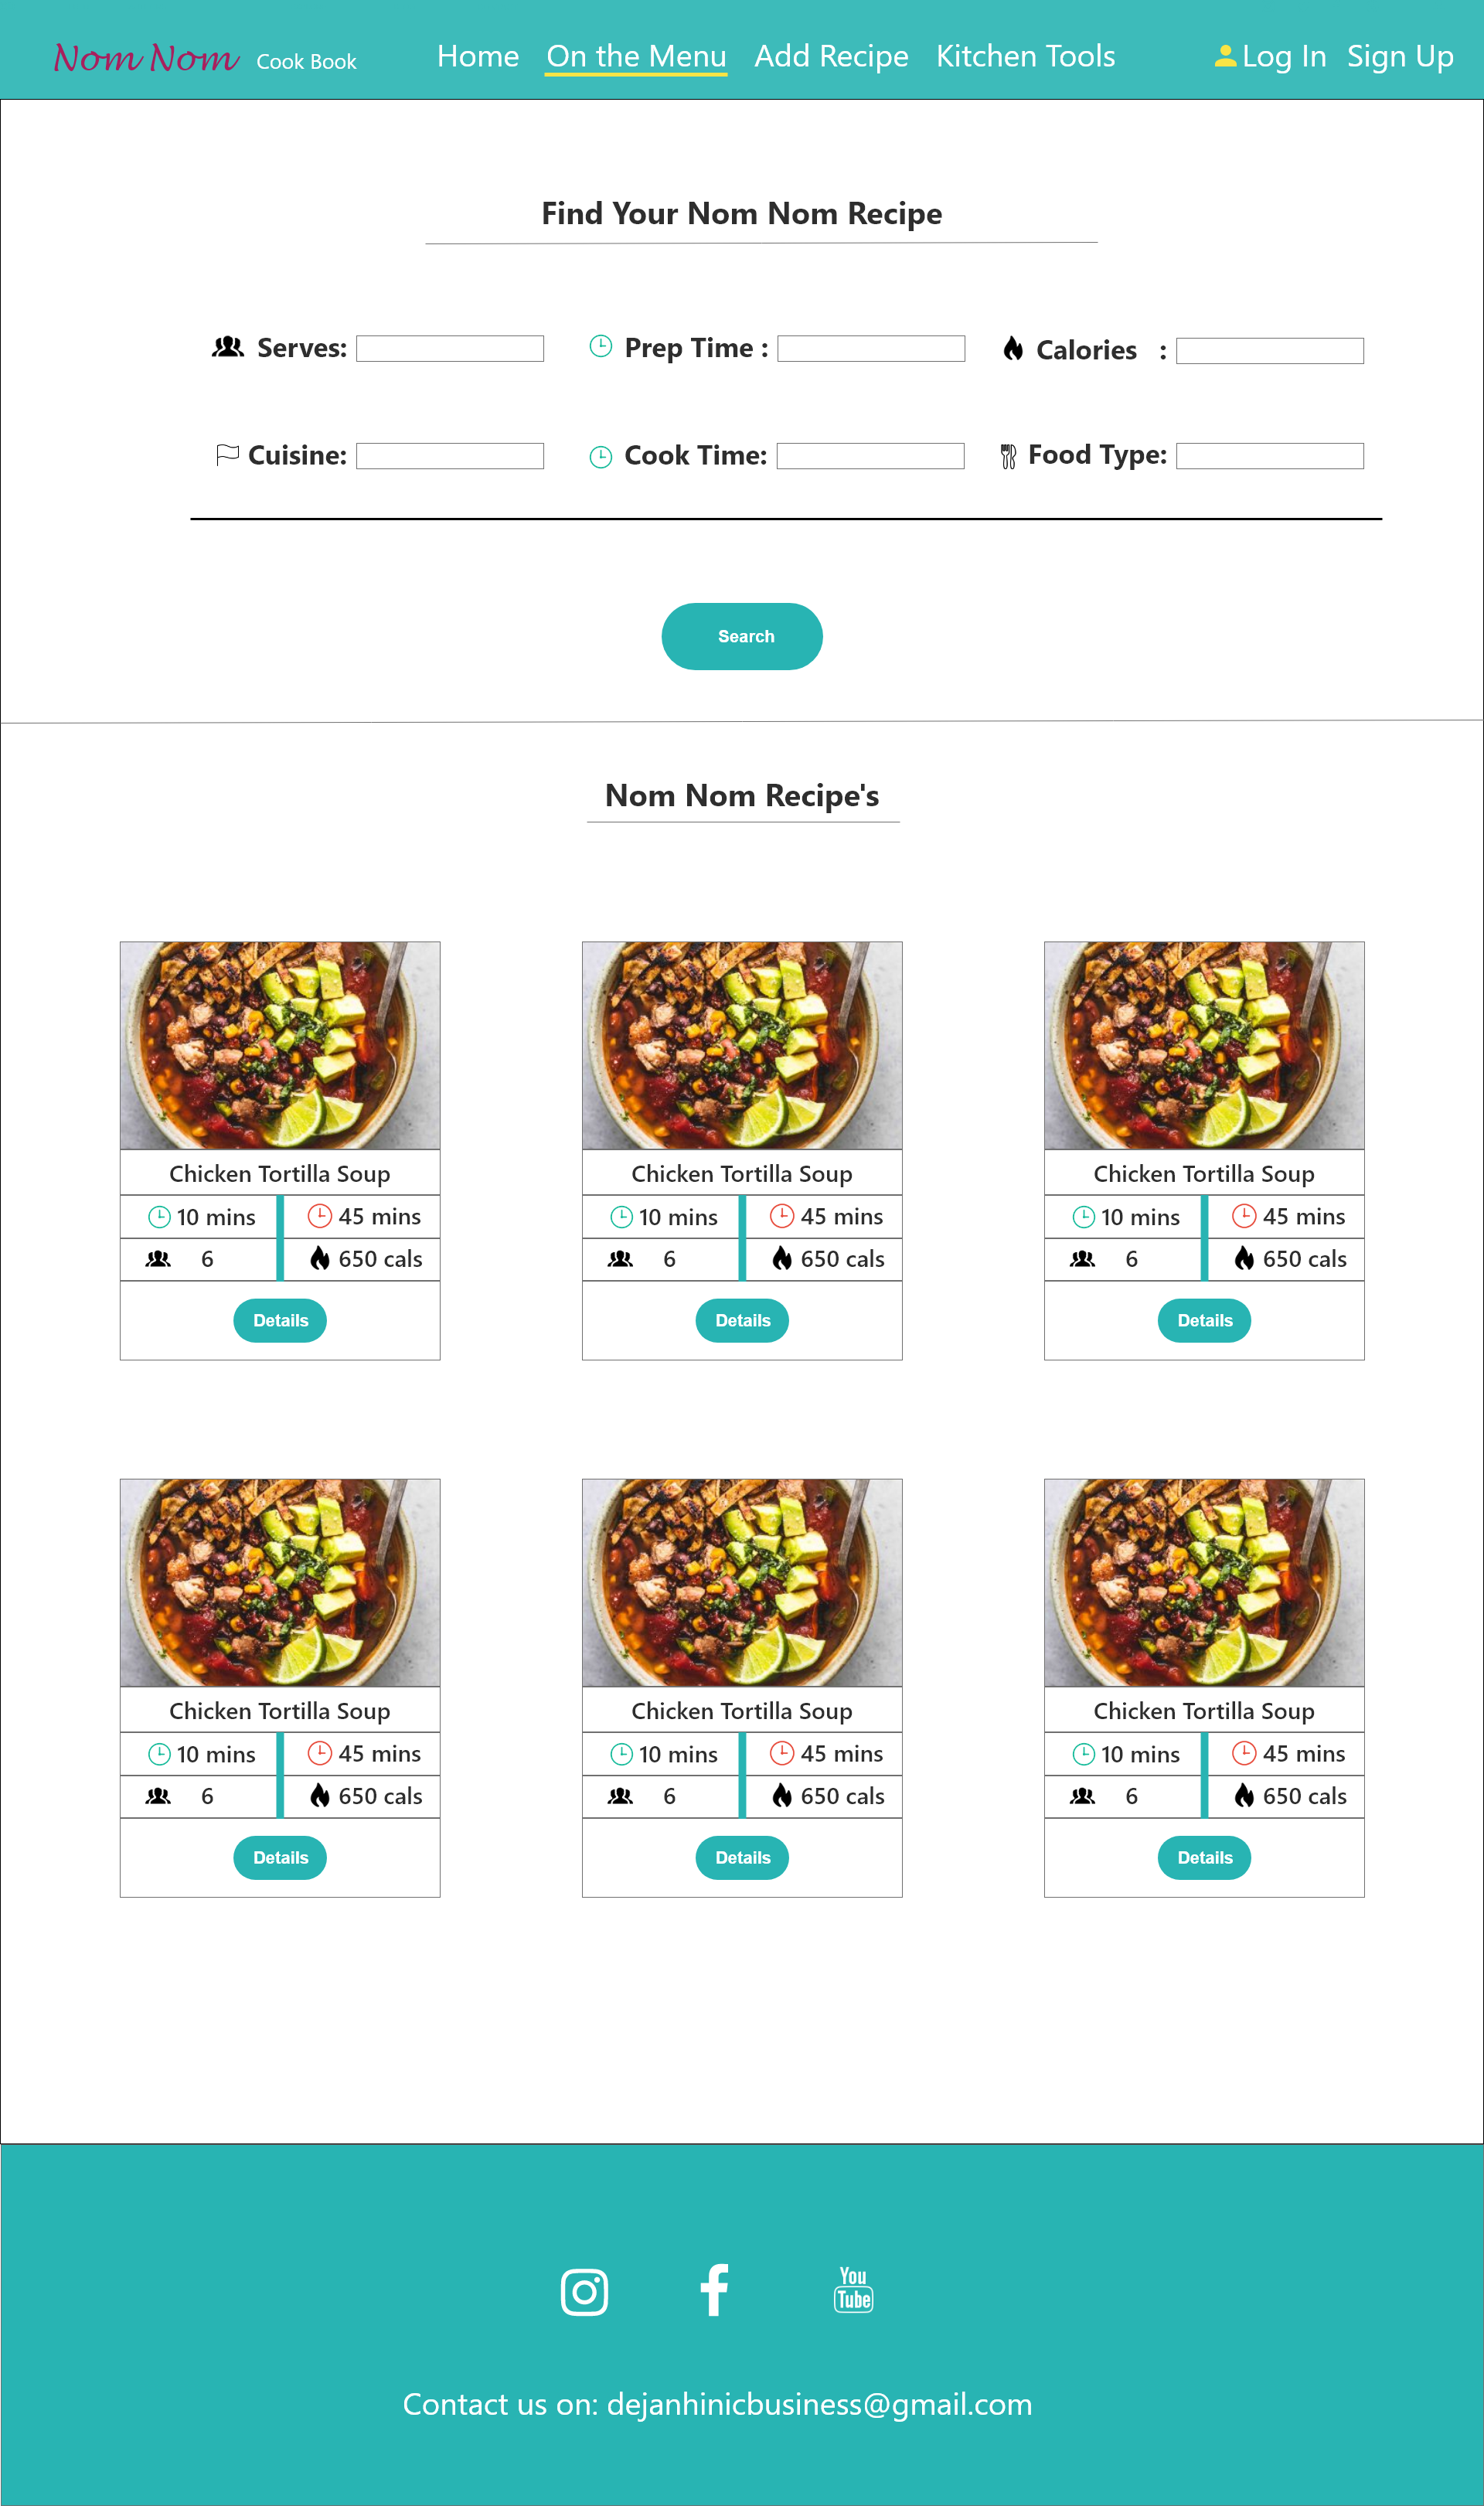 Nom Nom Cook Book Home On the Menu Add Recipe Kitchen Tools Log In Sign Up
Find Your Nom Nom Recipe
Serves: Prep Time : Calories :
Cuisine: Cook Time: Food Type:
Search
Nom Nom Recipe's
Chicken Tortilla Soup Chicken Tortilla Soup Chicken Tortilla Soup
10 mins 45 mins 10 mins 45 mins 10 mins 45 mins
6 650 cals 6 650 cals 6 650 cals
Details Details Details
Chicken Tortilla Soup Chicken Tortilla Soup Chicken Tortilla Soup
10 mins 45 mins 10 mins 45 mins 10 mins 45 mins
6 650 cals 6 650 cals 6 650 cals
Details Details Details
You
Tube
Contact us on: dejanhinicbusiness@gmail.com